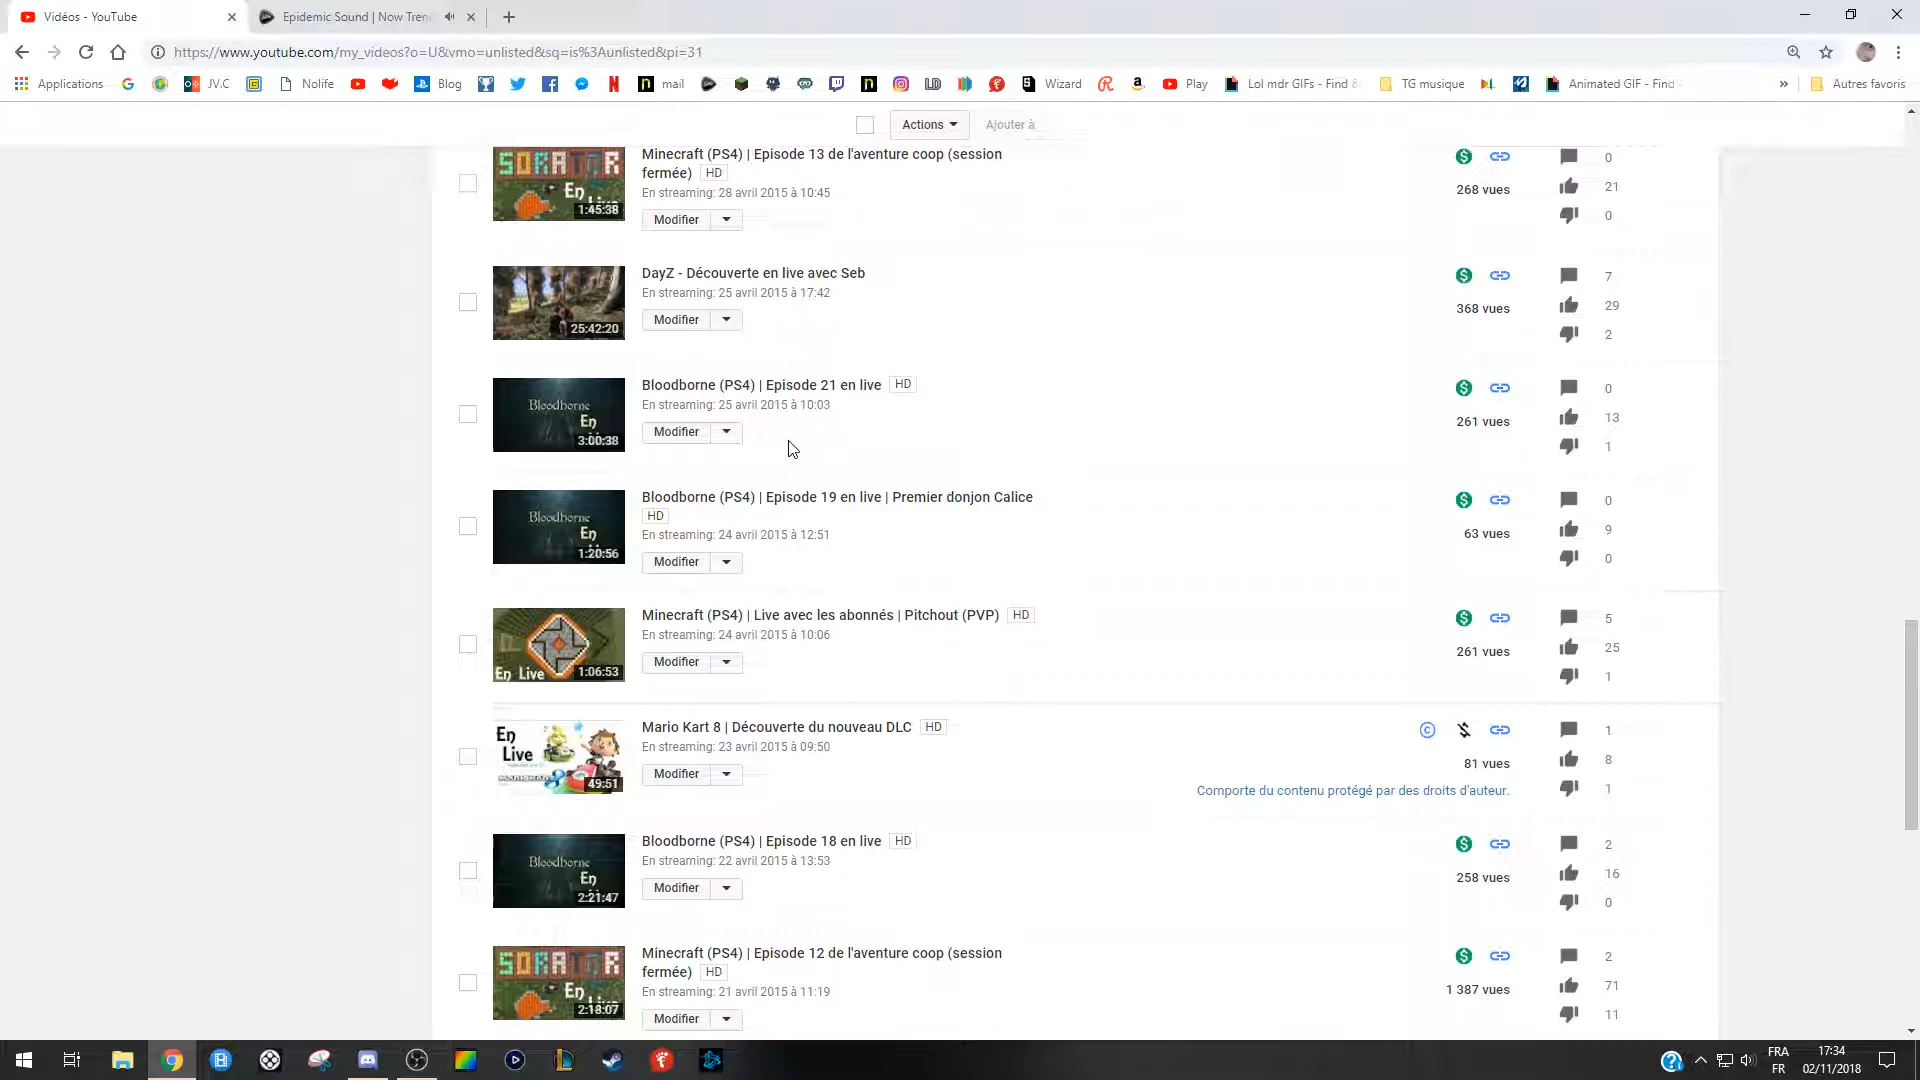 Vidéos - YouTube
Epidemic Sound | Now Tren
https://www.youtube.com/my_videos?o=U&vmo=unlisted&sq=is%3Aunlisted&pi=31
Applications JV.C Nolife Blog mail Wizard Play Lol mdr GIFs - Find & TG musique Animated GIF - Find - » Autres favoris
Actions Ajouter à
Minecraft (PS4) | Episode 13 de l'aventure coop (session
fermée) HD
En streaming: 28 avril 2015 à 10:45
Modifier
En
1:45:38
268 vues
0
21
0
DayZ - Découverte en live avec Seb
En streaming: 25 avril 2015 à 17:42
Modifier
25:42:20
368 vues
7
29
2
Bloodborne (PS4) | Episode 21 en live HD
En streaming: 25 avril 2015 à 10:03
Modifier
Bloodborne
En
3:00:38
261 vues
0
13
1
Bloodborne (PS4) | Episode 19 en live | Premier donjon Calice
HD
En streaming: 24 avril 2015 à 12:51
Modifier
Bloodborne
En
1:20:56
63 vues
0
9
0
Minecraft (PS4) | Live avec les abonnés | Pitchout (PVP) HD
En streaming: 24 avril 2015 à 10:06
Modifier
En Live
1:06:53
261 vues
5
25
1
Mario Kart 8 | Découverte du nouveau DLC HD
En streaming: 23 avril 2015 à 09:50
Modifier
En
Live
49:51
81 vues
Comporte du contenu protégé par des droits d'auteur.
1
8
1
Bloodborne (PS4) | Episode 18 en live HD
En streaming: 22 avril 2015 à 13:53
Modifier
Bloodborne
En
2:21:47
258 vues
2
16
0
Minecraft (PS4) | Episode 12 de l'aventure coop (session
fermée) HD
En streaming: 21 avril 2015 à 11:19
Modifier
En
2:18:07
1 387 vues
2
71
11
FRA
FR
17:34
02/11/2018